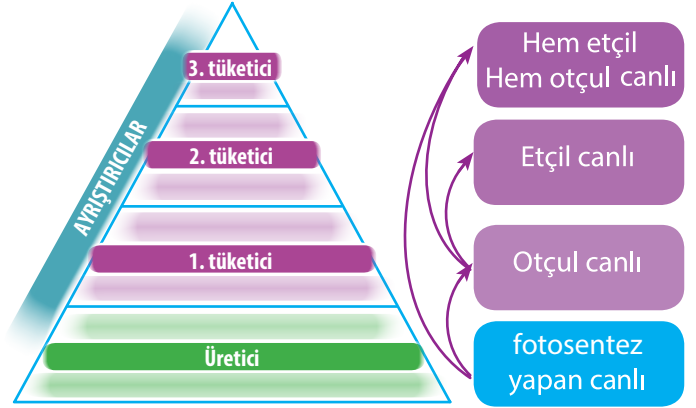 3. tüketici
2. tüketici
1. tüketici
Üretici
AYRIŞTIRICILAR
Hem etçil
Hem otçul canlı
Etçil canlı
Otçul canlı
fotosentez
yapan canlı